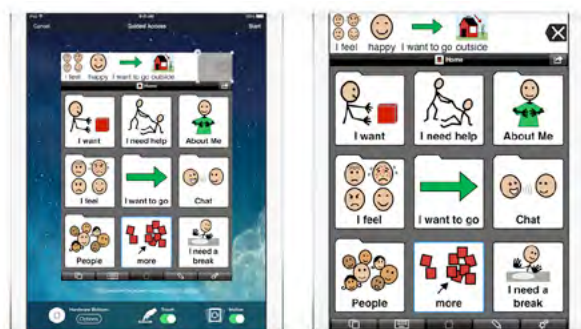 Cancel
Guided Access
Start
I feel happy I want to go outside
Home
I want
I need help
About Me
I feel
I want to go
Chat
People
more
I need a
break
Hardware Buttons
Options
Touch
Motion
I feel happy I want to go outside
Home
I want
I need help
About Me
I feel
I want to go
Chat
People
more
I need a
break